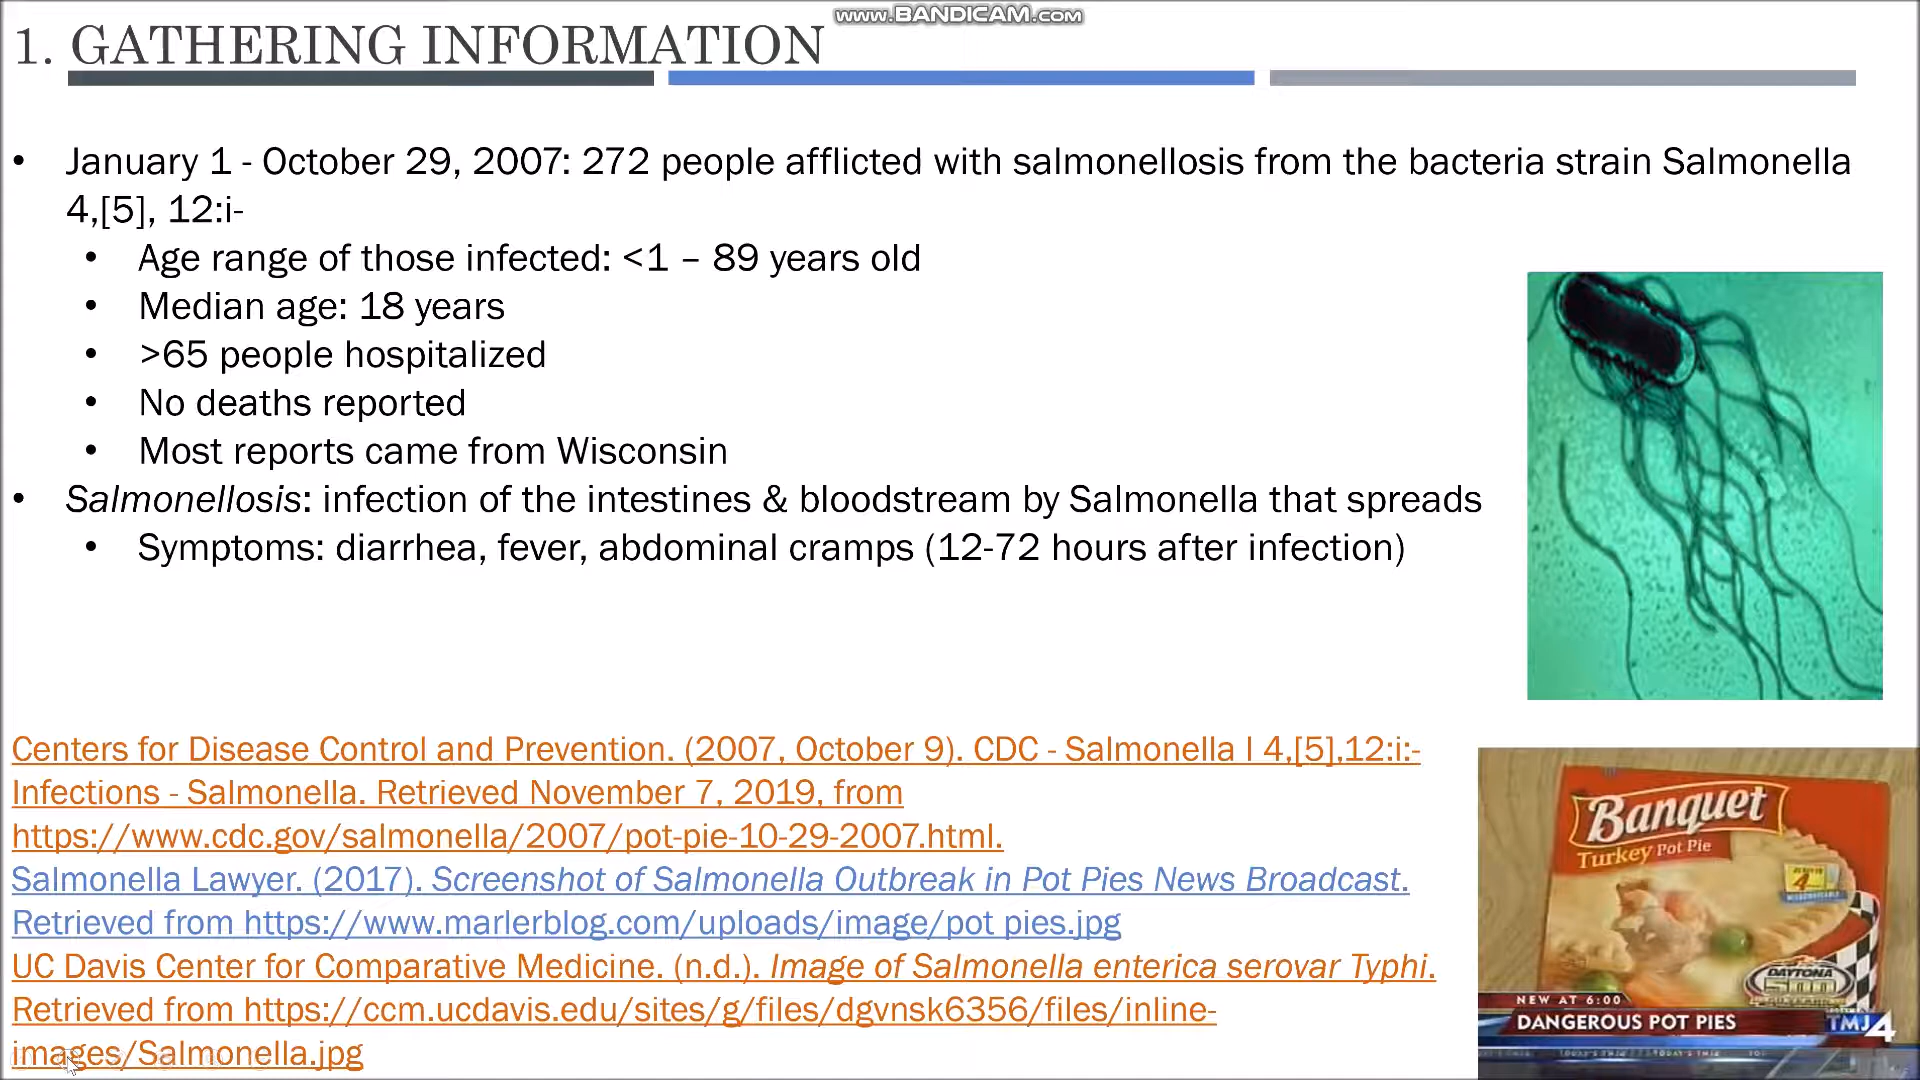 www.BANDICAM.com
1. GATHERING INFORMATION
• January 1 - October 29, 2007: 272 people afflicted with salmonellosis from the bacteria strain Salmonella
4,[5], 12:i-
• Age range of those infected: <1 – 89 years old
• Median age: 18 years
• >65 people hospitalized
• No deaths reported
• Most reports came from Wisconsin
• Salmonellosis: infection of the intestines & bloodstream by Salmonella that spreads
• Symptoms: diarrhea, fever, abdominal cramps (12-72 hours after infection)
Centers for Disease Control and Prevention. (2007, October 9). CDC - Salmonella I 4,[5],12:i:-
Infections - Salmonella. Retrieved November 7, 2019, from
https://www.cdc.gov/salmonella/2007/pot-pie-10-29-2007.html.
Salmonella Lawyer. (2017). Screenshot of Salmonella Outbreak in Pot Pies News Broadcast.
Retrieved from https://www.marlerblog.com/uploads/image/pot pies.jpg
UC Davis Center for Comparative Medicine. (n.d.). Image of Salmonella enterica serovar Typhi.
Retrieved from https://ccm.ucdavis.edu/sites/g/files/dgvnsk6356/files/inline-
images/Salmonella.jpg
Banquet
Turkey Pot Pie
4
DAYTONA
500
NEW AT 6:00
DANGEROUS POT PIES
TMJ4